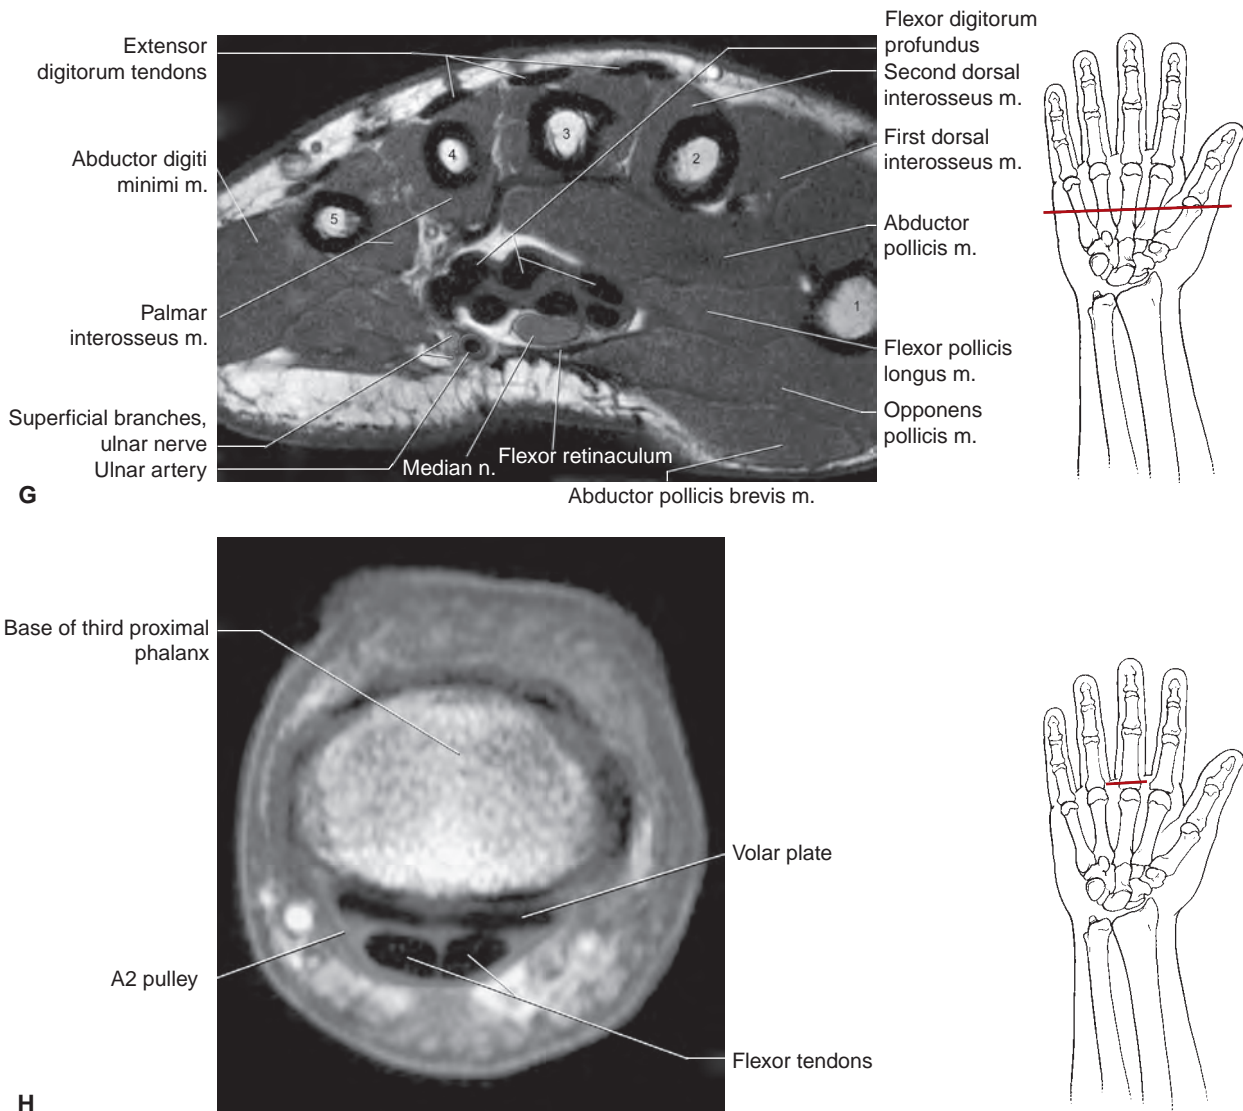 Extensor
digitorum tendons
Abductor digiti
minimi m.
Palmar
interosseus m.
Superficial branches,
ulnar nerve
Ulnar artery
G
4
3
2
5
1
Median n.
Flexor retinaculum
Abductor pollicis brevis m.
Flexor digitorum
profundus
Second dorsal
interosseus m.
First dorsal
interosseus m.
Abductor
pollicis m.
Flexor pollicis
longus m.
Opponens
pollicis m.
Base of third proximal
phalanx
A2 pulley
Volar plate
Flexor tendons
H